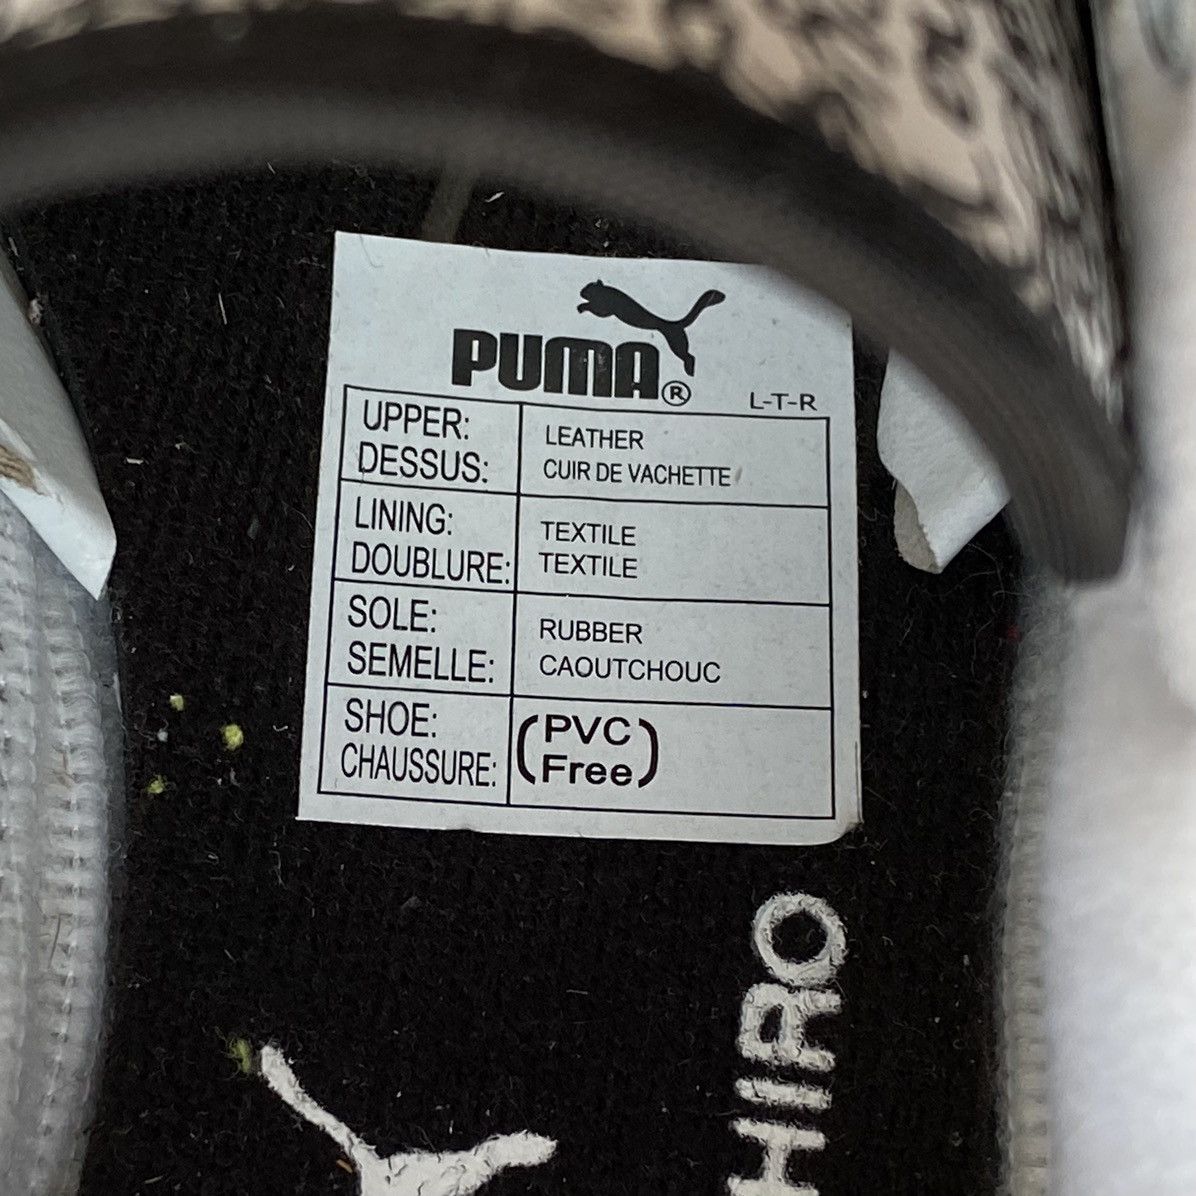 PUMA®
L-T-R
UPPER: LEATHER
DESSUS: CUIR DE VACHETTE
LINING: TEXTILE
DOUBLURE: TEXTILE
SOLE: RUBBER
SEMELLE: CAOUTCHOUC
SHOE: (PVC
CHAUSSURE: Free)
HIRO